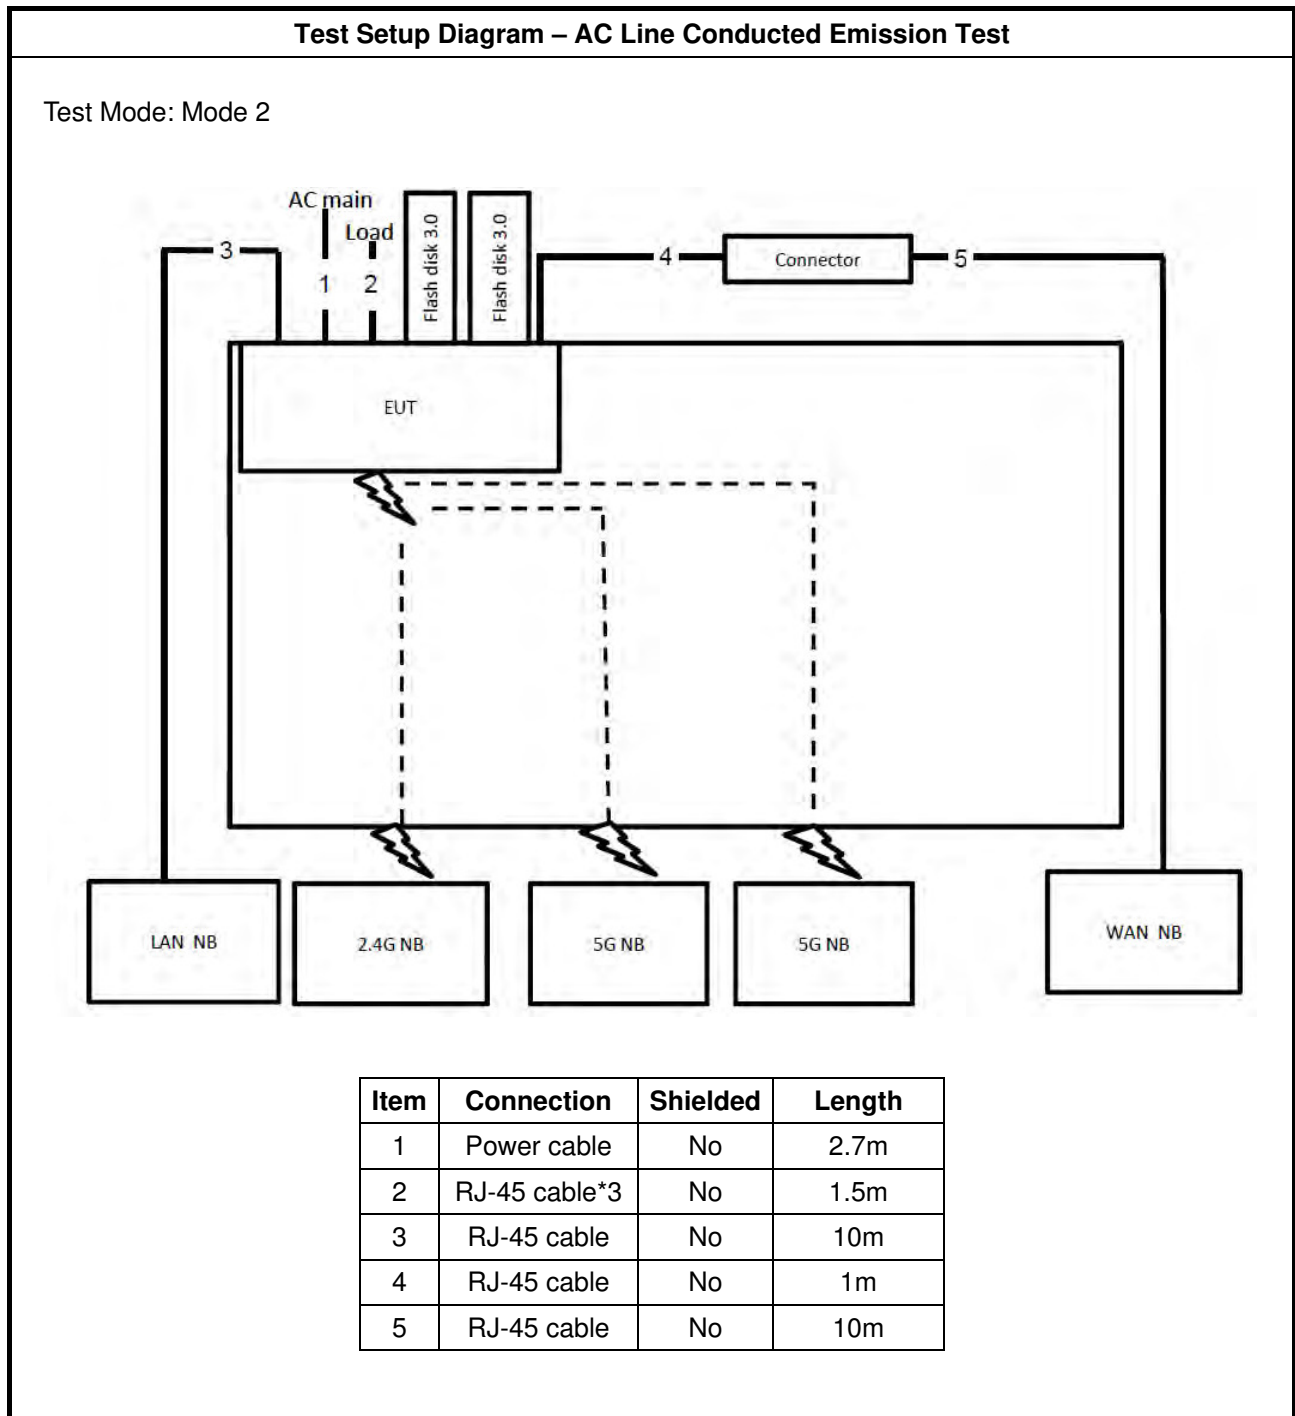 Test Setup Diagram – AC Line Conducted Emission Test
Test Mode: Mode 2
AC main
Load
Flash disk 3.0
Flash disk 3.0
3
1
2
4
Connector
5
EUT
LAN NB
2.4G NB
5G NB
5G NB
WAN NB
Item Connection Shielded Length
1 Power cable No 2.7m
2 RJ-45 cable*3 No 1.5m
3 RJ-45 cable No 10m
4 RJ-45 cable No 1m
5 RJ-45 cable No 10m